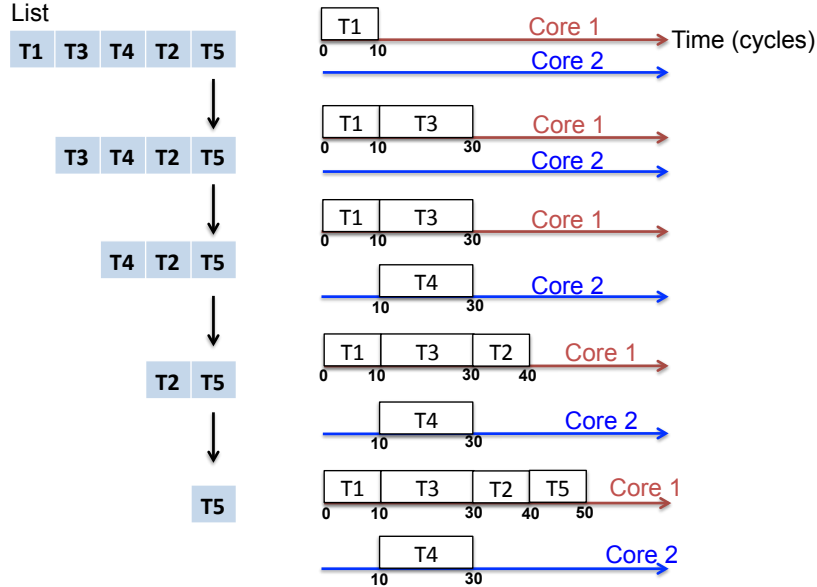 List
T1 T3 T4 T2 T5
T1 Core 1
0 10 Time (cycles)
Core 2
T3 T4 T2 T5
T1 T3 Core 1
0 10 30
Core 2
T4 T2 T5
T1 T3 Core 1
0 10 30
T4 Core 2
10 30
T2 T5
T1 T3 T2 Core 1
0 10 30 40
T4 Core 2
10 30
T5
T1 T3 T2 T5 Core 1
0 10 30 40 50
T4 Core 2
10 30